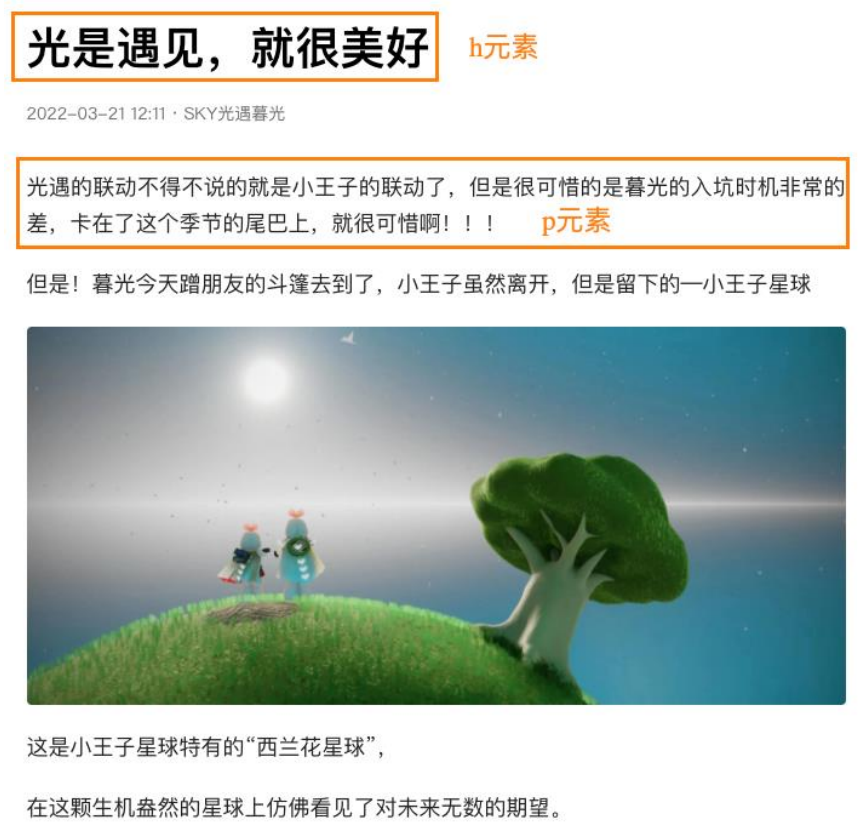 光是遇见，就很美好
h元素
2022-03-21 12:11 · SKY光遇暮光
光遇的联动不得不说的就是小王子的联动了，但是很可惜的是暮光的入坑时机非常的
差，卡在了这个季节的尾巴上，就很可惜啊！！！
p元素
但是！暮光今天蹭朋友的斗篷去到了，小王子虽然离开，但是留下的一小王子星球
这是小王子星球特有的“西兰花星球”，
在这颗生机盎然的星球上仿佛看见了对未来无数的期望。